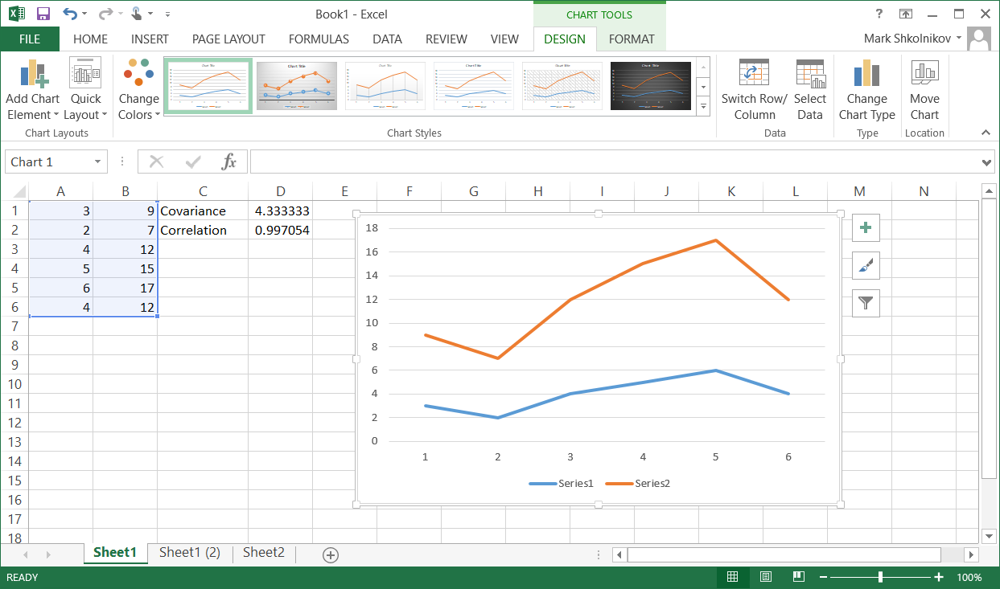 Book1 - Excel
CHART TOOLS
?
FILE HOME INSERT PAGE LAYOUT FORMULAS DATA REVIEW VIEW DESIGN FORMAT Mark Shkolnikov
Add Chart Element
Quick Layout
Change Colors
Switch Row/ Column
Select Data
Change Chart Type
Move Chart
Chart Layouts Chart Styles Data Type Location
Chart 1 fx
A B C D E F G H I J K L M N
1 3 9 Covariance 4.333333
2 2 7 Correlation 0.997054
3 4 12
4 5 15
5 6 17
6 4 12
7
8
9
10
11
12
13
14
15
16
17
18
18
16
14
12
10
8
6
4
2
0
1 2 3 4 5 6
Series1 Series2
Sheet1 Sheet1 (2) Sheet2
READY 100%